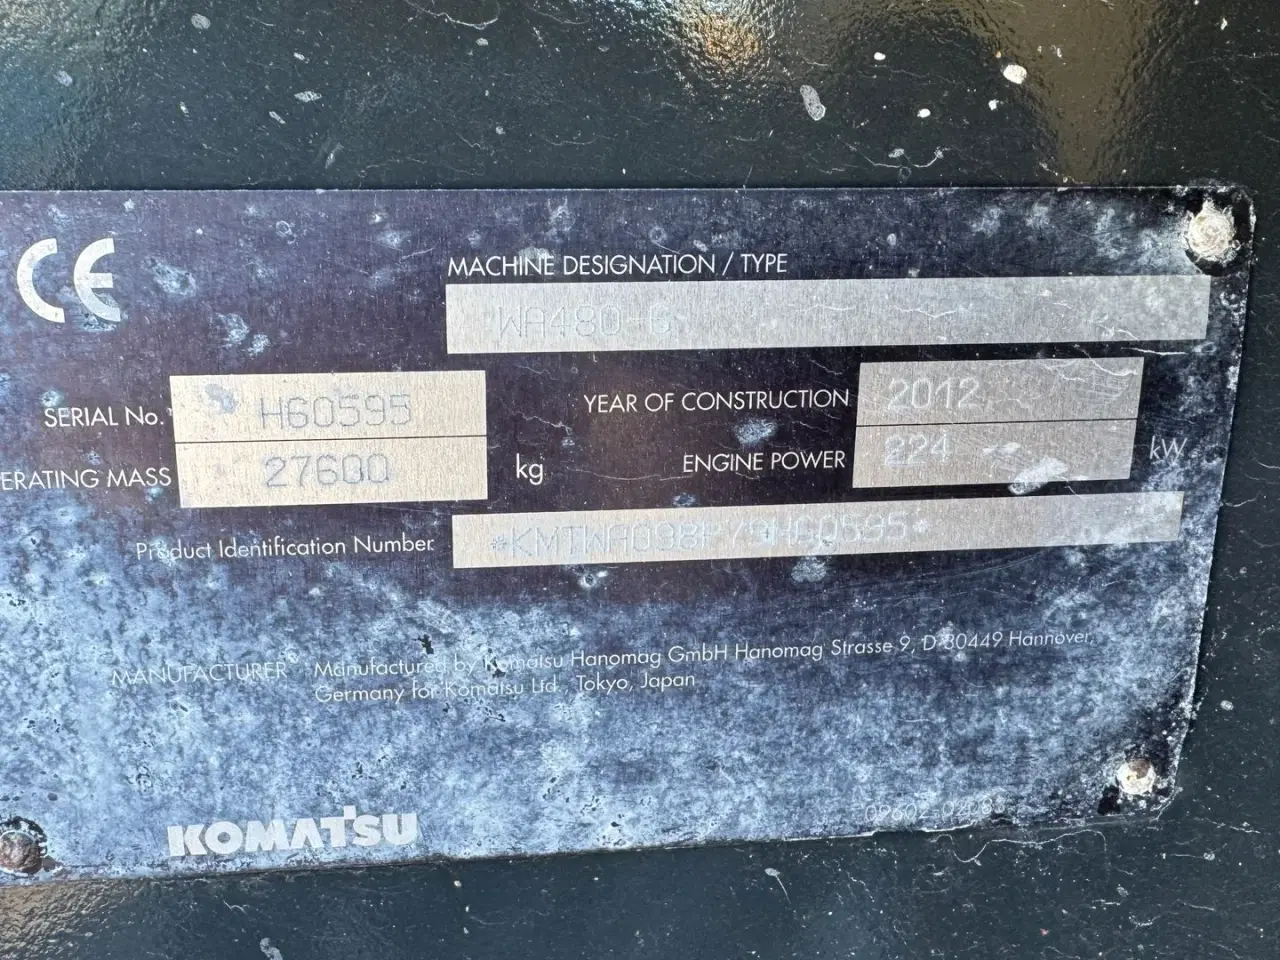 CE
MACHINE DESIGNATION / TYPE
WA480-6
SERIAL No. H60595
YEAR OF CONSTRUCTION 2012
ERATING MASS 27600 kg
ENGINE POWER 224 kW
Product Identification Number
MANUFACTURER Manufactured by Komatsu Hanomag GmbH Hanomag Strasse 9, D-30449 Hannover,
Germany for Komatsu Ltd., Tokyo, Japan
KOMATSU